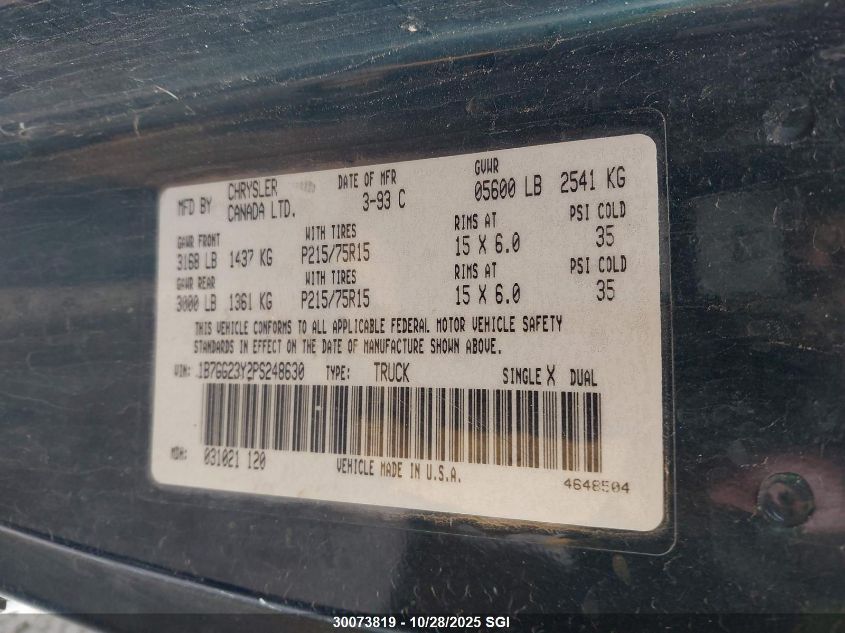 MFD BY CHRYSLER CANADA LTD. DATE OF MFR 3-93 C GVWR 05600 LB 2541 KG
GAWR FRONT WITH TIRES RIMS AT PSI COLD
3168 LB 1437 KG P215/75R15 15 X 6.0 35
GAWR REAR WITH TIRES RIMS AT PSI COLD
3000 LB 1361 KG P215/75R15 15 X 6.0 35
THIS VEHICLE CONFORMS TO ALL APPLICABLE FEDERAL MOTOR VEHICLE SAFETY
STANDARDS IN EFFECT ON THE DATE OF MANUFACTURE SHOWN ABOVE.
VIN: 1B7GG23Y2PS248630 TYPE: TRUCK SINGLE X DUAL
MDH: 031021 120 VEHICLE MADE IN U.S.A. 4648504
30073819 - 10/28/2025 SGI